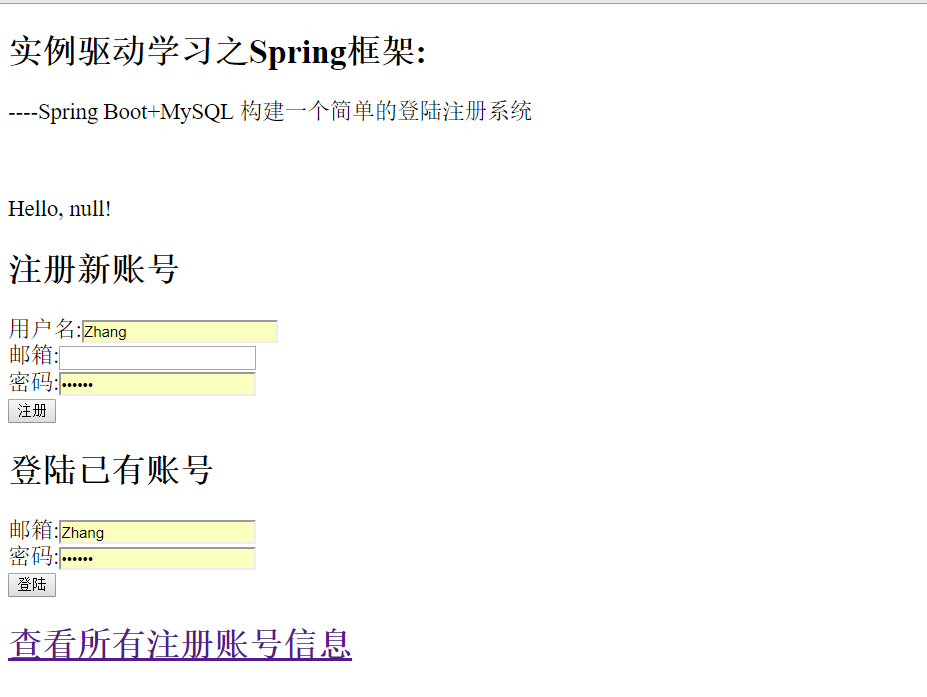 实例驱动学习之Spring框架:
----Spring Boot+MySQL 构建一个简单的登陆注册系统
Hello, null!
注册新账号
用户名:Zhang
邮箱:
密码:••••••
注册
登陆已有账号
邮箱:Zhang
密码:••••••
登陆
查看所有注册账号信息